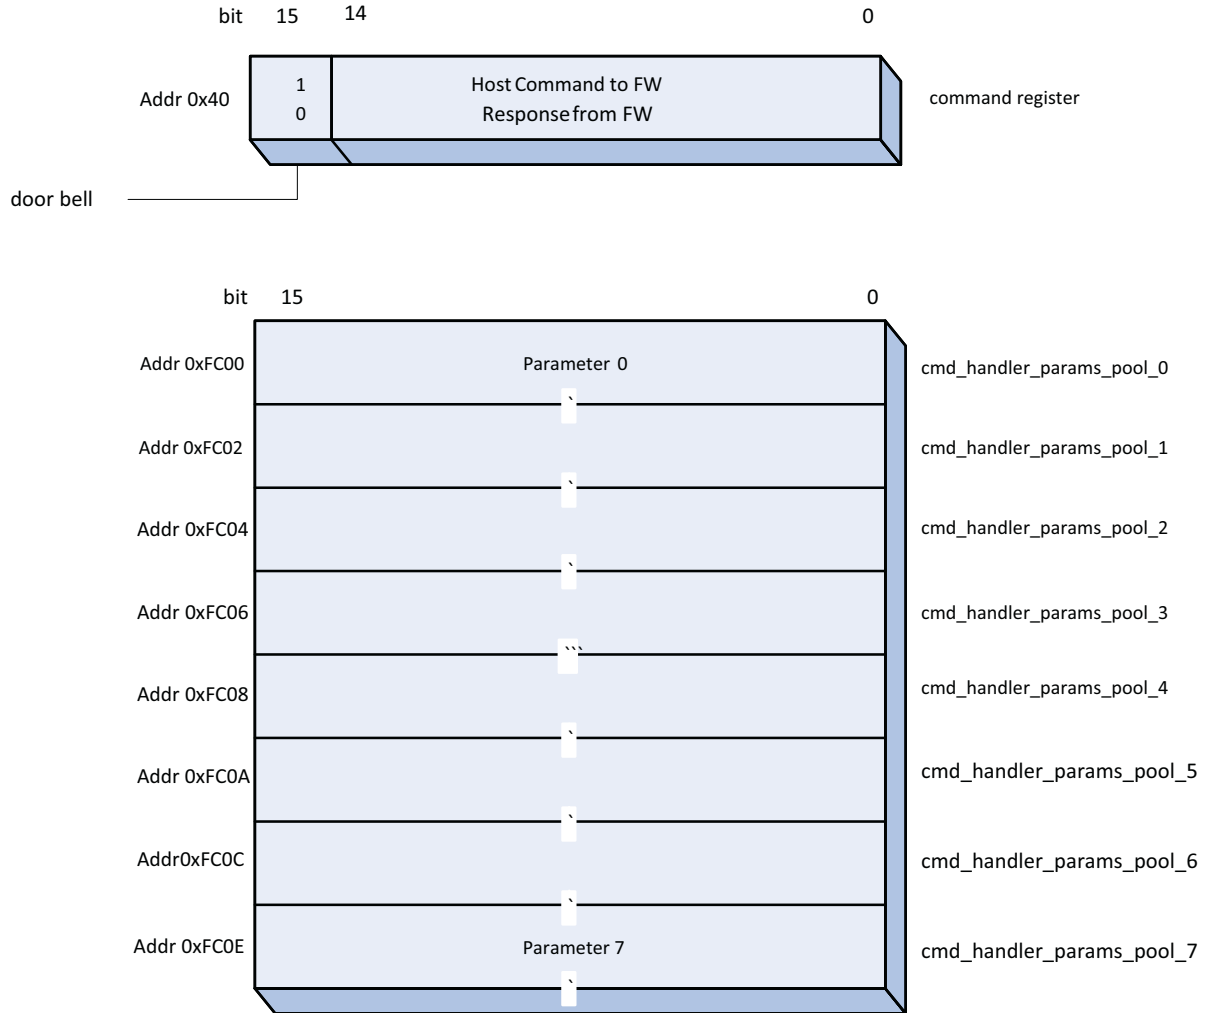 bit 15 14 0
Addr 0x40
1 Host Command to FW
0 Response from FW
command register
door bell
bit 15 0
Addr 0xFC00 Parameter 0 cmd_handler_params_pool_0
`
Addr 0xFC02 cmd_handler_params_pool_1
`
Addr 0xFC04 cmd_handler_params_pool_2
`
Addr 0xFC06 cmd_handler_params_pool_3
```
Addr 0xFC08 cmd_handler_params_pool_4
`
Addr 0xFC0A cmd_handler_params_pool_5
`
Addr0xFC0C cmd_handler_params_pool_6
`
Addr 0xFC0E Parameter 7 cmd_handler_params_pool_7
`